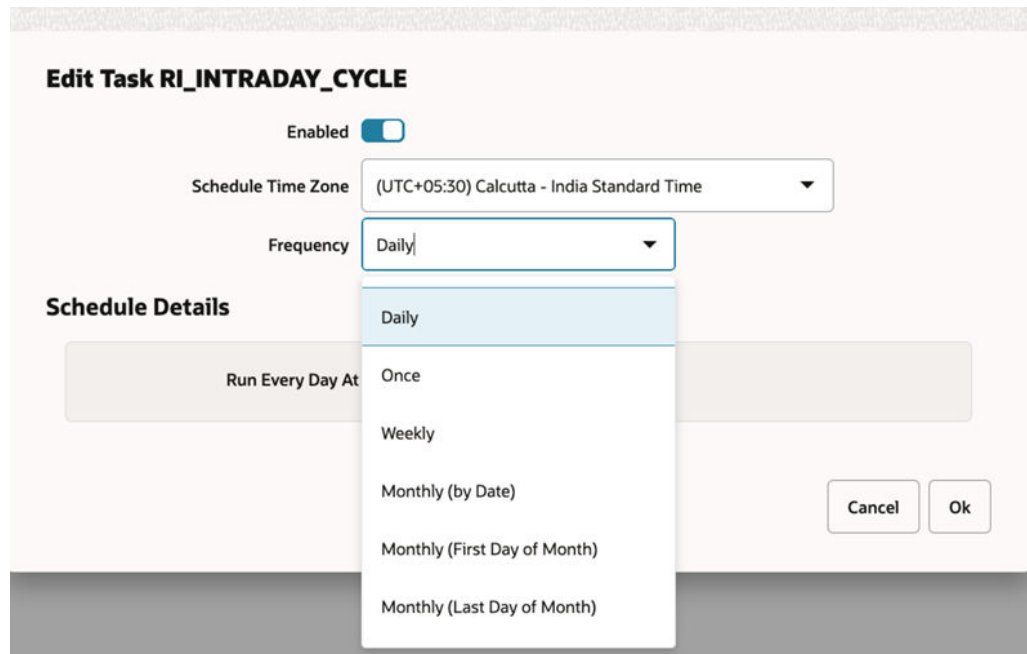 Edit Task RI_INTRADAY_CYCLE
Enabled
Schedule Time Zone (UTC+05:30) Calcutta - India Standard Time
Frequency Daily
Schedule Details
Daily
Run Every Day At
Once
Weekly
Monthly (by Date)
Cancel Ok
Monthly (First Day of Month)
Monthly (Last Day of Month)